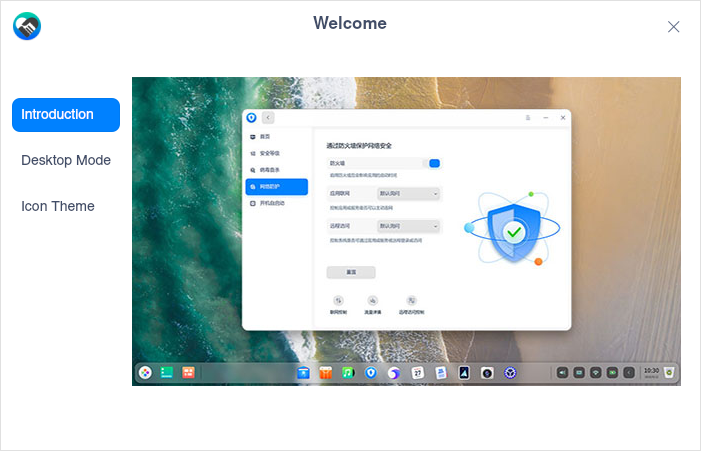 Welcome
Introduction
Desktop Mode
Icon Theme
首页
安全等级
病毒查杀
网络防护
开机自启动
通过防火墙保护网络安全
防火墙
应用联网
默认询问
远程访问
默认询问
重置
联网控制
流量详情
远程访问控制
27
10:30